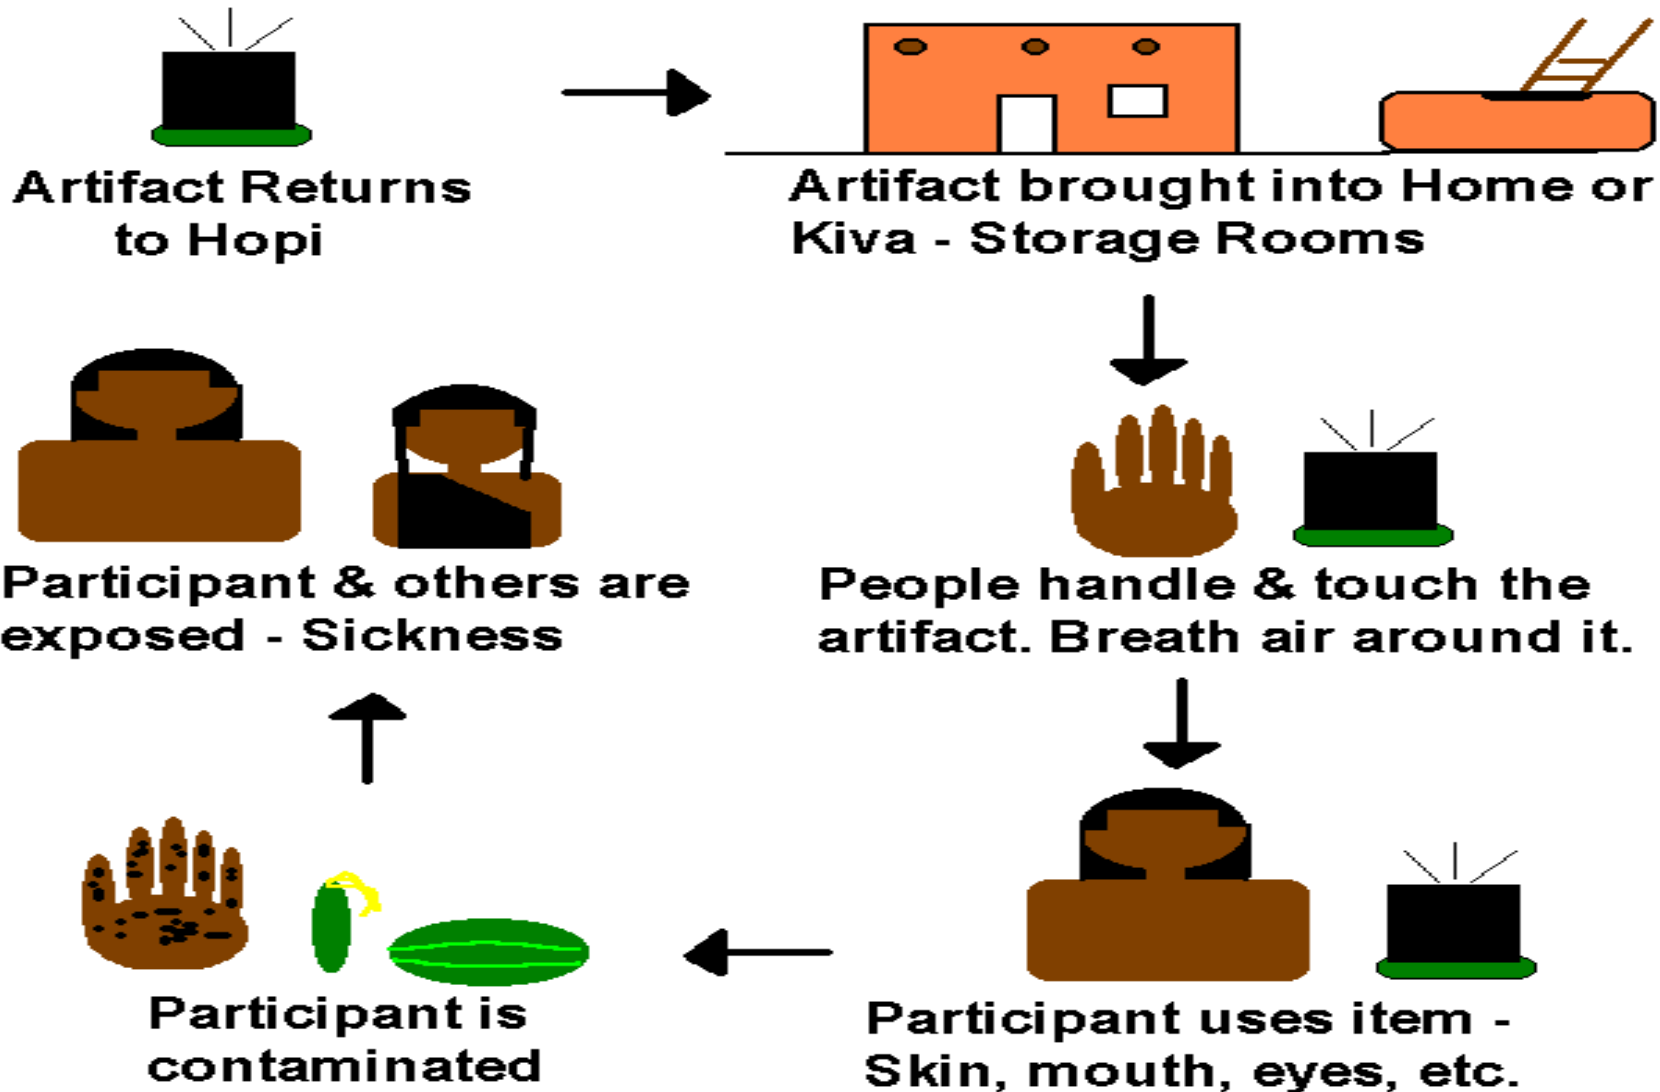 Artifact Returns
to Hopi
Artifact brought into Home or
Kiva - Storage Rooms
People handle & touch the
artifact. Breath air around it.
Participant uses item -
Skin, mouth, eyes, etc.
Participant is
contaminated
Participant & others are
exposed - Sickness